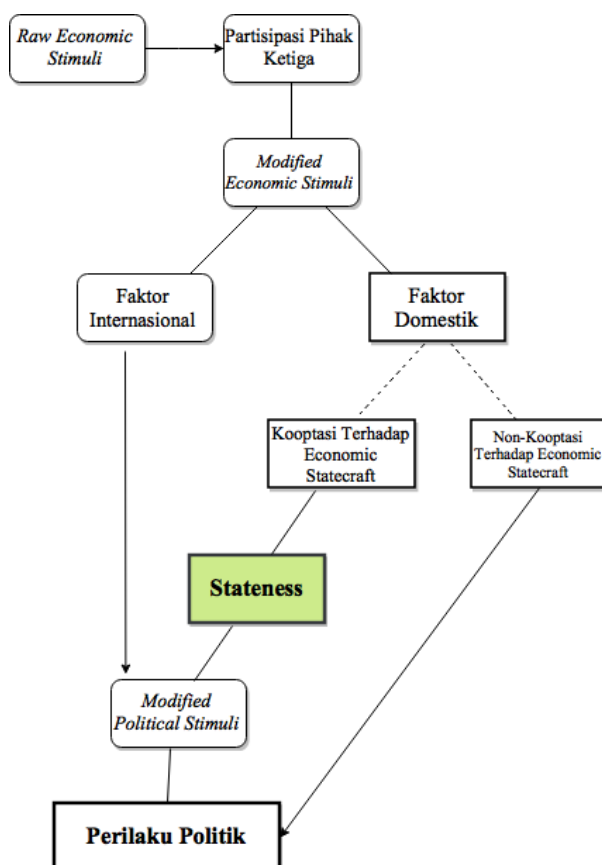 Raw Economic
Stimuli
Partisipasi Pihak
Ketiga
Modified
Economic Stimuli
Faktor
Internasional
Faktor
Domestik
Kooptasi Terhadap
Economic
Statecraft
Non-Kooptasi
Terhadap Economic
Statecraft
Stateness
Modified
Political Stimuli
Perilaku Politik